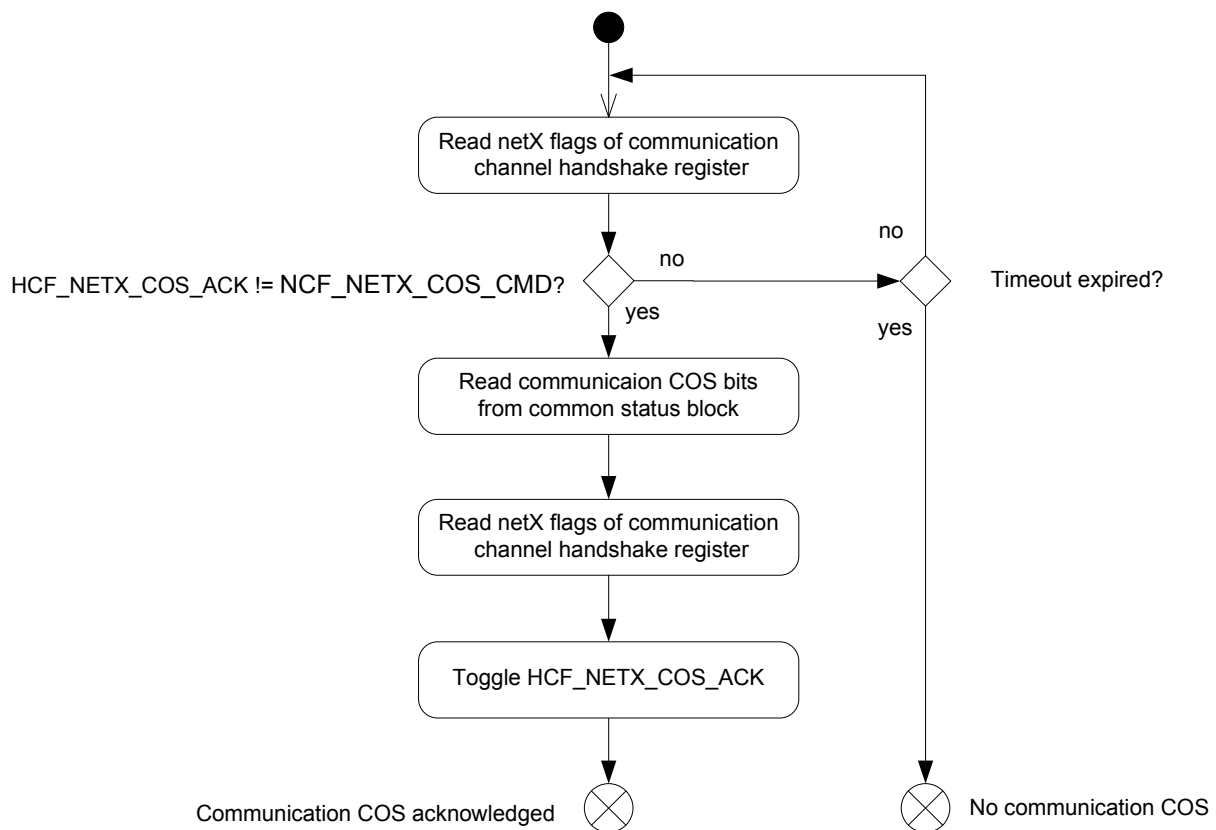 Read netX flags of communication
channel handshake register
no
HCF_NETX_COS_ACK != NCF_NETX_COS_CMD?
no
Timeout expired?
yes
yes
Read communicaion COS bits
from common status block
Read netX flags of communication
channel handshake register
Toggle HCF_NETX_COS_ACK
Communication COS acknowledged
No communication COS